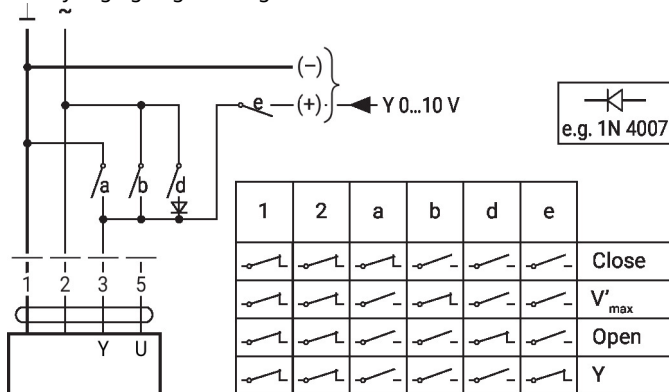 ⊥ ~
(–)
e (+) Y 0...10 V
e.g. 1N 4007
a b d
1 2 a b d e
Close
V'max
Open
Y
1 2 3 5
Y U